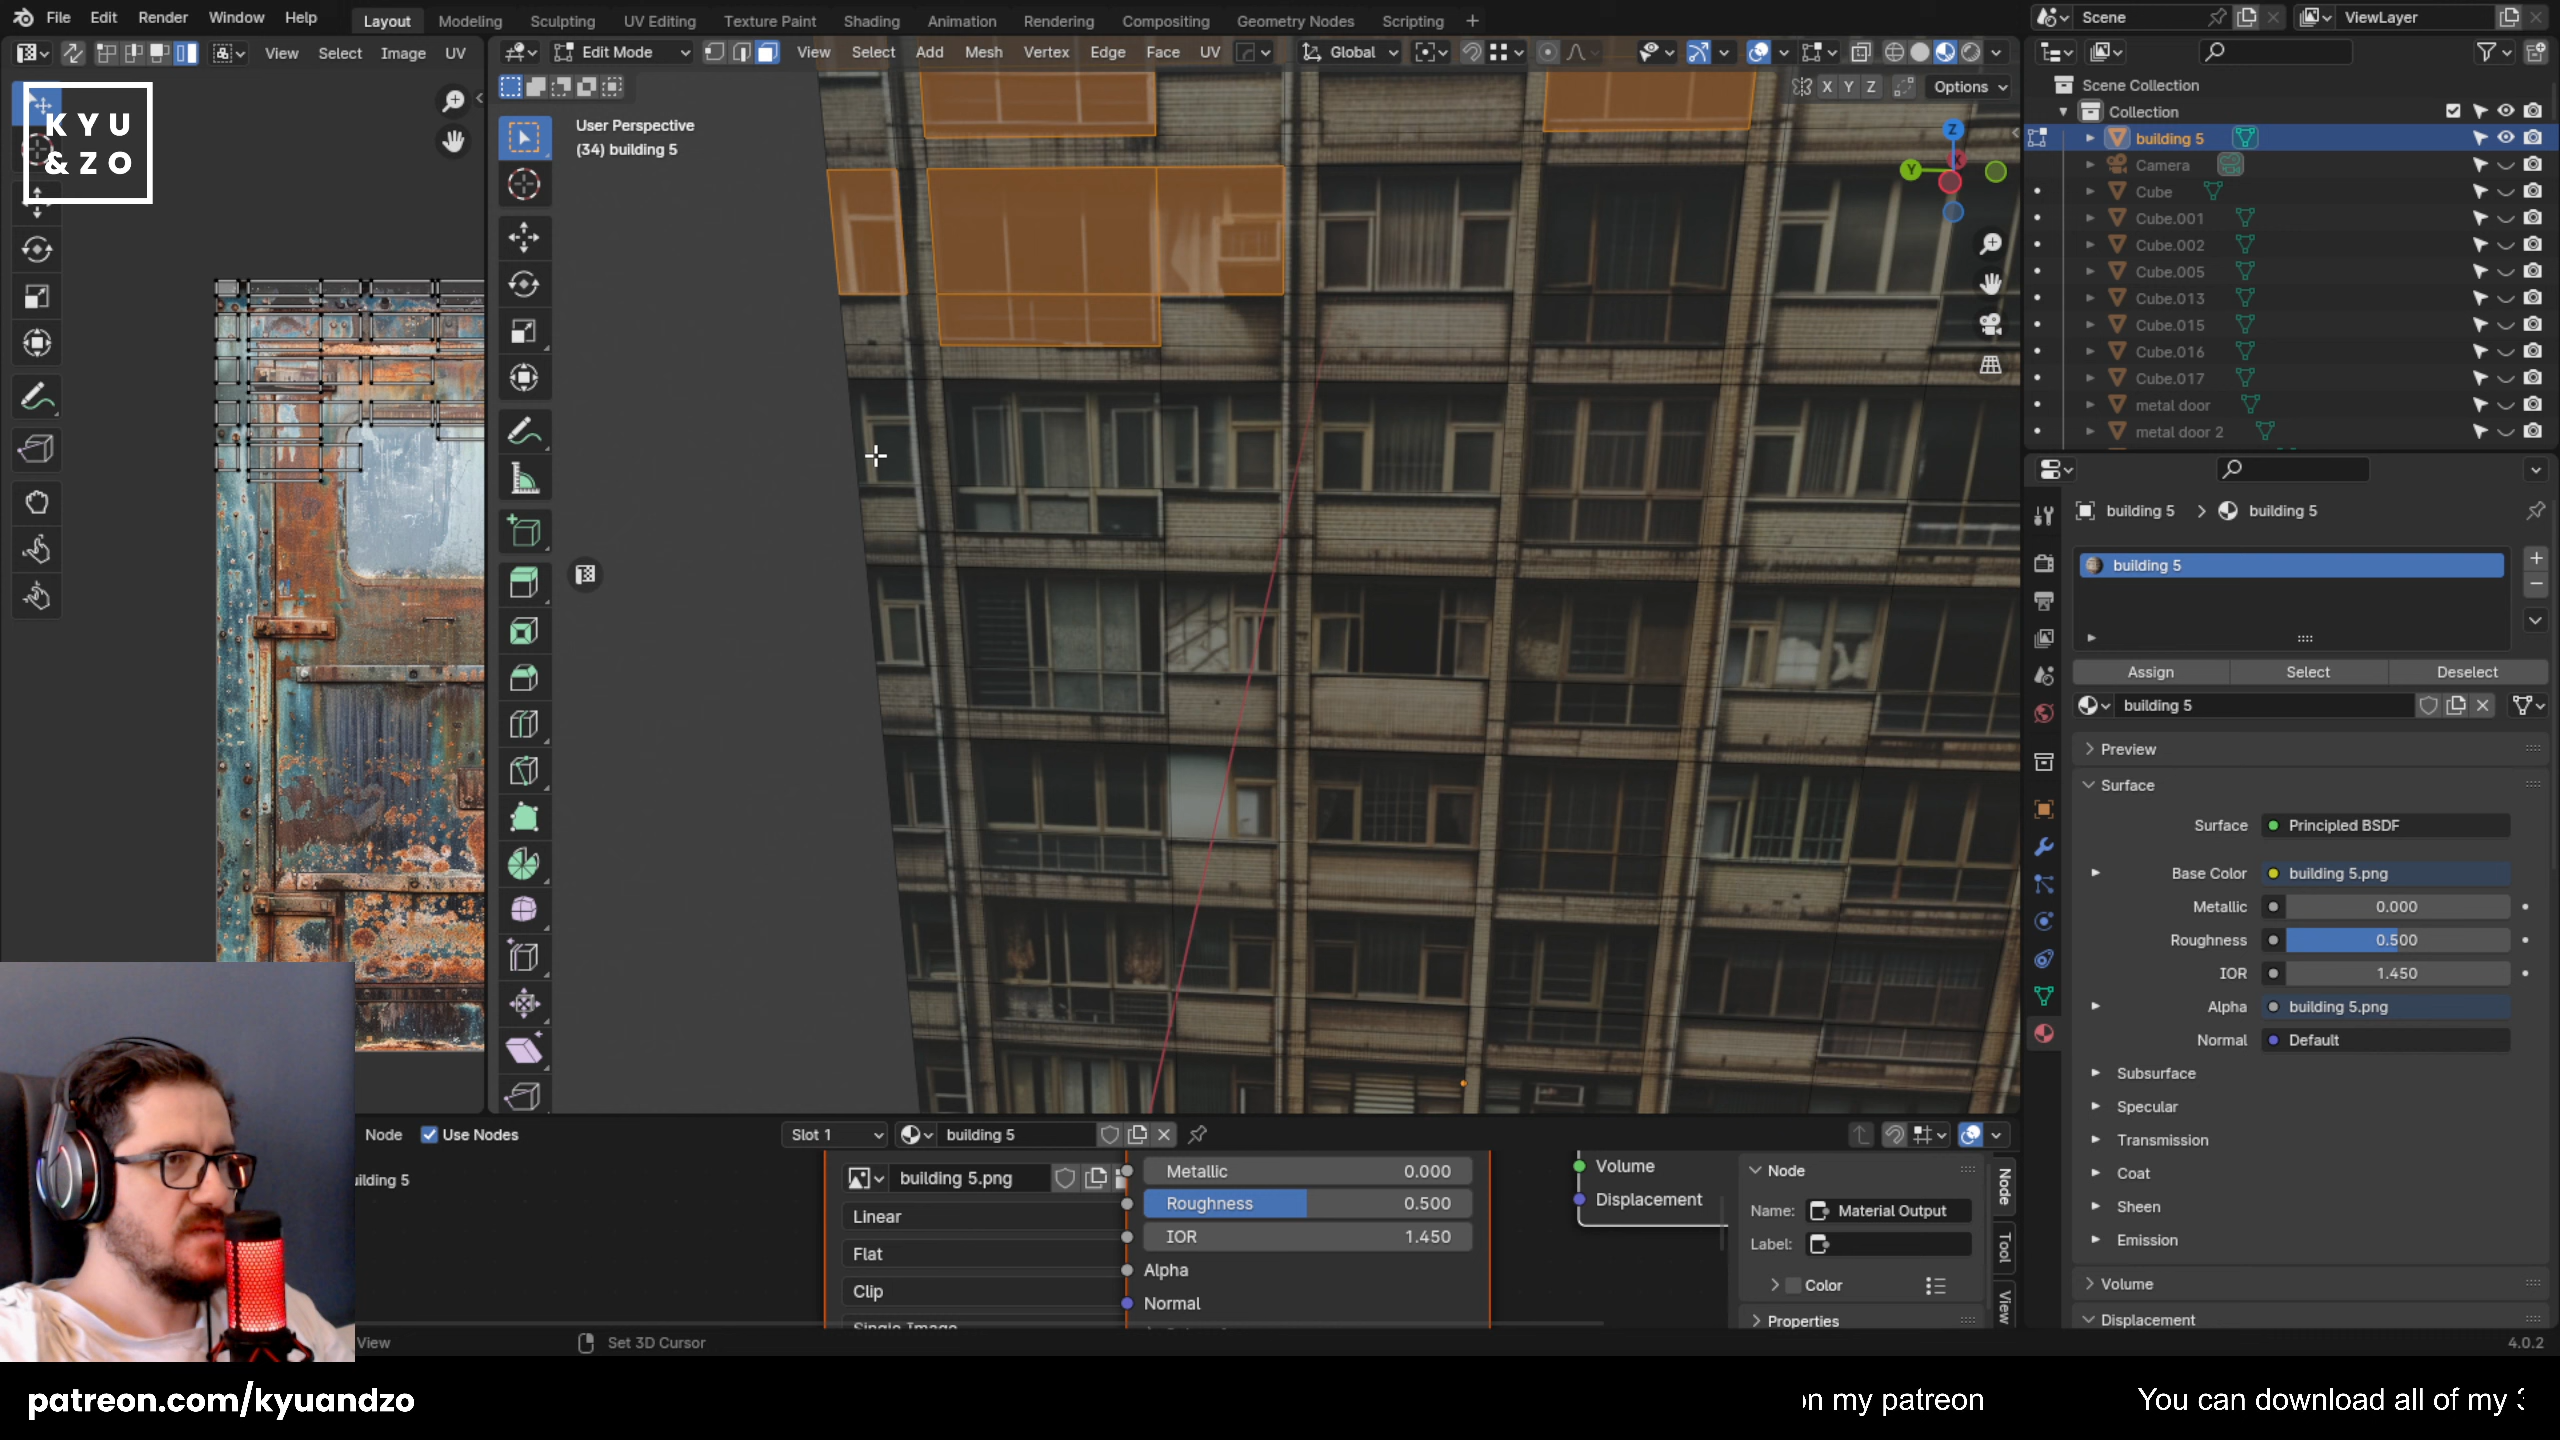 File Edit Render Window Help
Layout Modeling Sculpting UV Editing Texture Paint Shading Animation Rendering Compositing Geometry Nodes Scripting +
Scene
ViewLayer
View Select Image UV
Edit Mode
View Select Add Mesh Vertex Edge Face UV
Global
X Y Z
Options
KYU
&ZO
User Perspective
(34) building 5
Z
Y
Scene Collection
Collection
building 5
Camera
Cube
Cube.001
Cube.002
Cube.005
Cube.013
Cube.015
Cube.016
Cube.017
metal door
metal door 2
building 5 > building 5
building 5
Assign Select Deselect
building 5
Preview
Surface
Surface Principled BSDF
Base Color building 5.png
Metallic 0.000
Roughness 0.500
IOR 1.450
Alpha building 5.png
Normal Default
Subsurface
Specular
Transmission
Coat
Sheen
Emission
Volume
Displacement
Node Use Nodes
Slot 1
building 5
uilding 5
building 5.png
Linear
Flat
Clip
Single Image
Metallic 0.000
Roughness 0.500
IOR 1.450
Alpha
Normal
Volume
Displacement
Node
Name: Material Output
Label:
Color
Properties
Node
Tool
View
View
Set 3D Cursor
4.0.2
patreon.com/kyuandzo
n my patreon
You can download all of my